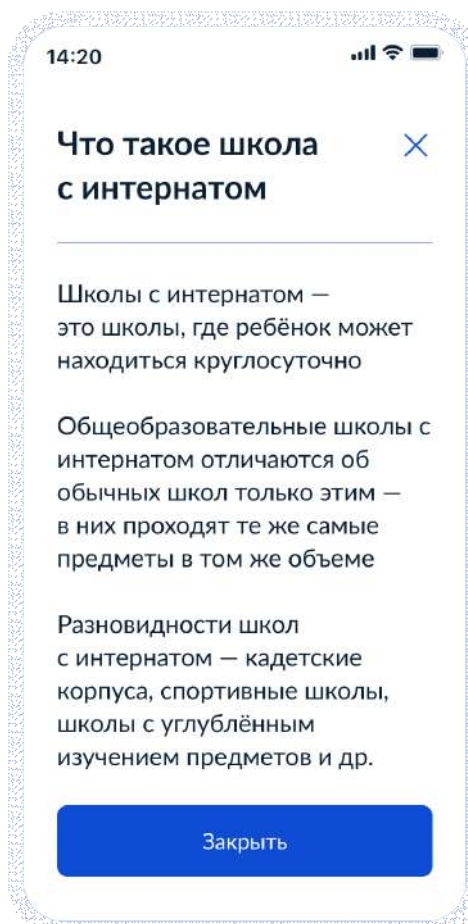 14:20
Что такое школа
с интернатом
Школы с интернатом —
это школы, где ребёнок может
находиться круглосуточно
Общеобразовательные школы с
интернатом отличаются об
обычных школ только этим —
в них проходят те же самые
предметы в том же объеме
Разновидности школ
с интернатом — кадетские
корпуса, спортивные школы,
школы с углублённым
изучением предметов и др.
Закрыть